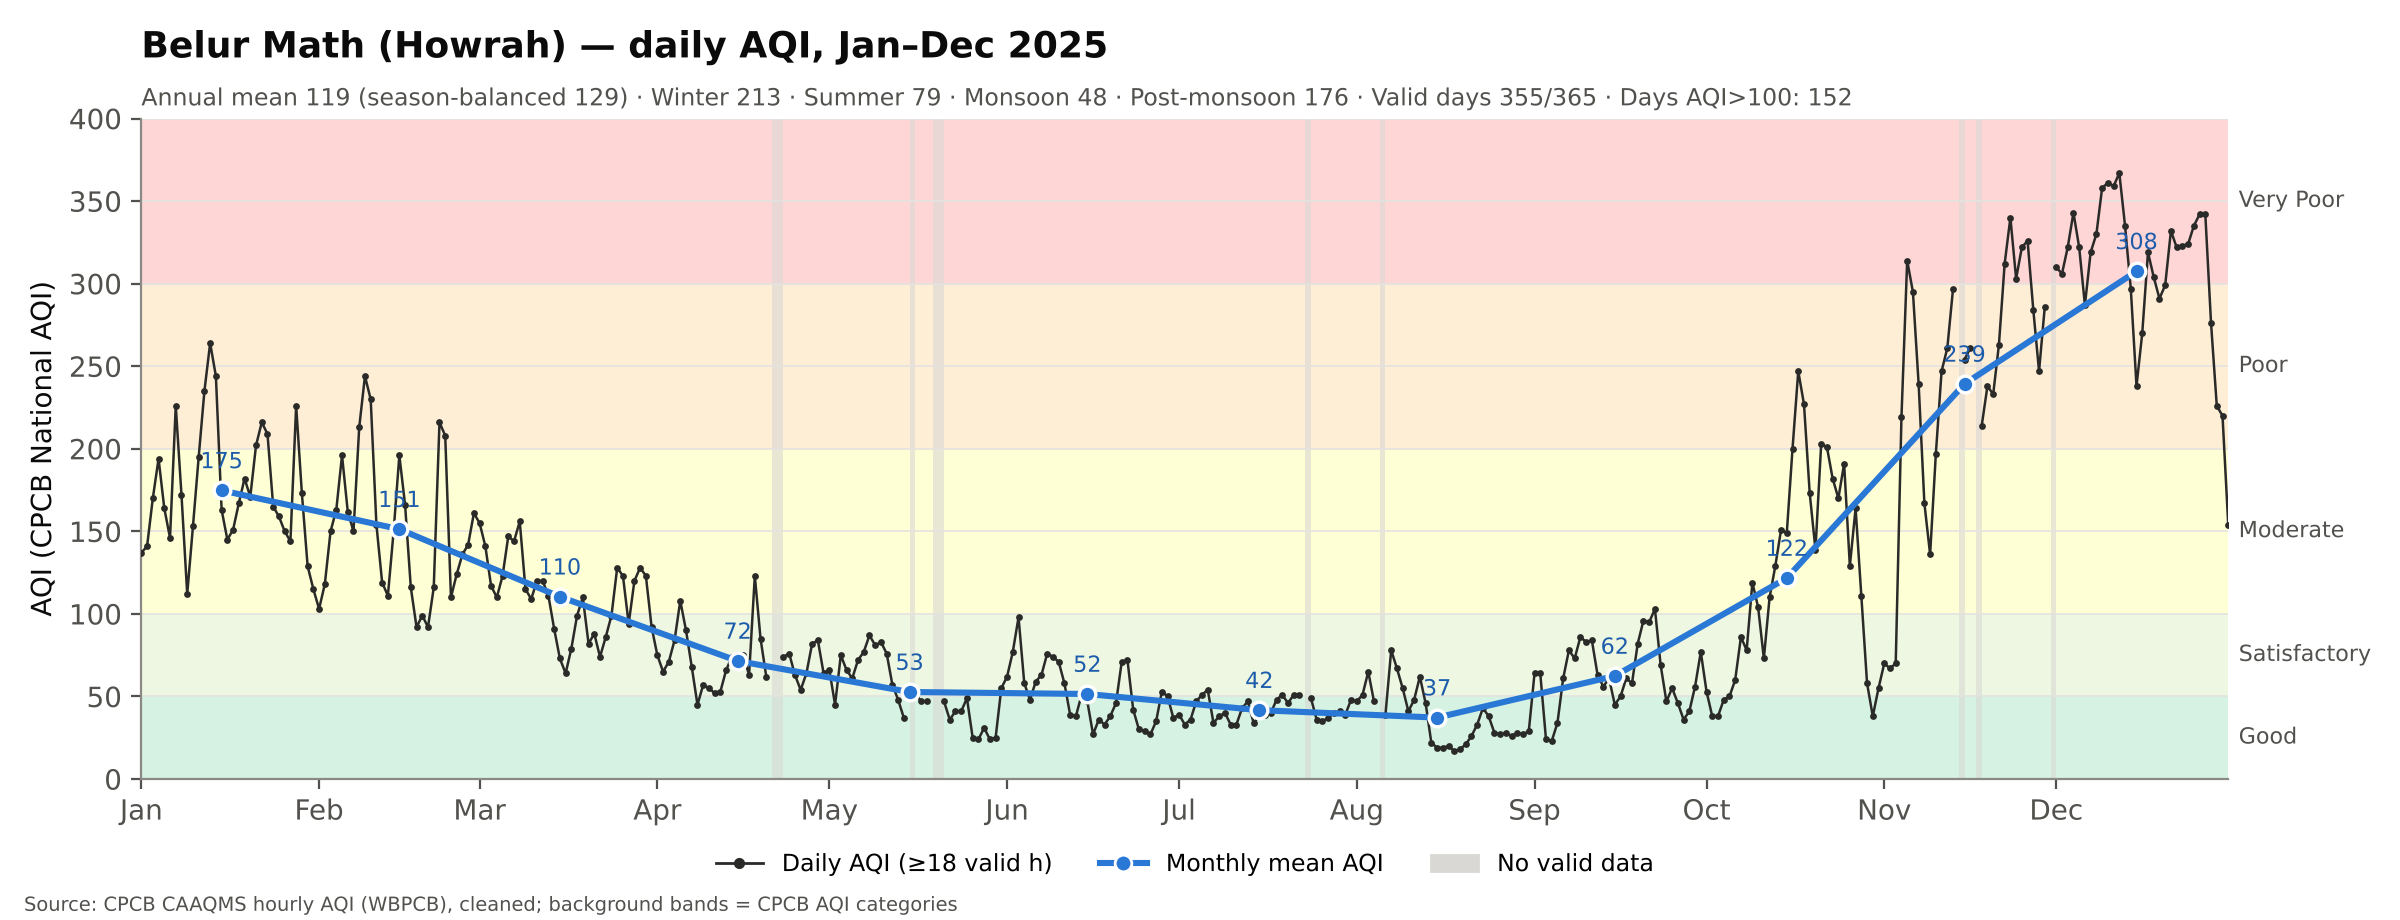 Belur Math (Howrah) — daily AQI, Jan–Dec 2025
Annual mean 119 (season-balanced 129) · Winter 213 · Summer 79 · Monsoon 48 · Post-monsoon 176 · Valid days 355/365 · Days AQI>100: 152
AQI (CPCB National AQI)
400
350
300
250
200
150
100
50
0
Very Poor
Poor
Moderate
Satisfactory
Good
175
151
110
72
53
52
42
37
62
122
239
308
Jan Feb Mar Apr May Jun Jul Aug Sep Oct Nov Dec
Daily AQI (≥18 valid h) Monthly mean AQI No valid data
Source: CPCB CAAQMS hourly AQI (WBPCB), cleaned; background bands = CPCB AQI categories